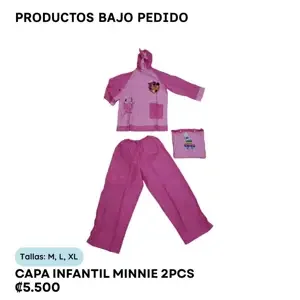 PRODUCTOS BAJO PEDIDO
Tallas: M, L, XL
CAPA INFANTIL MINNIE 2PCS
₡5.500